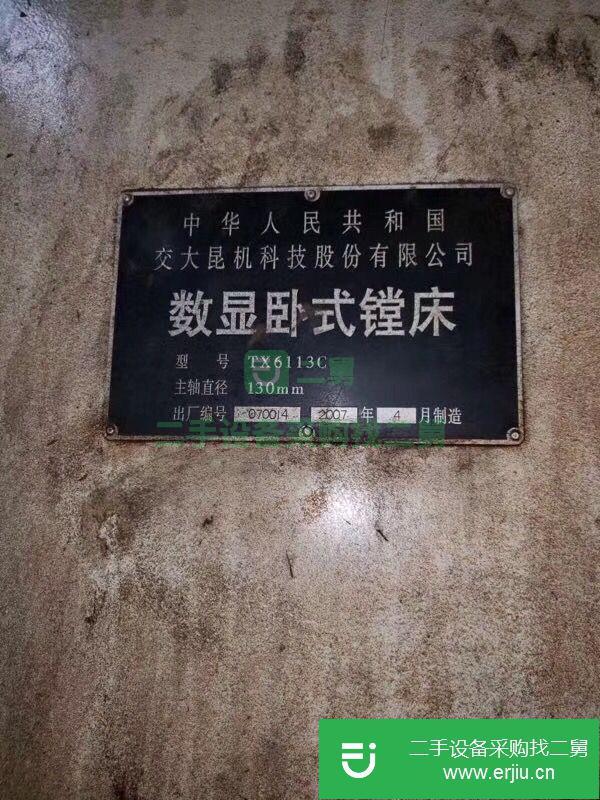 中华人民共和国
交大昆机科技股份有限公司
数显卧式镗床
型 号 TX6113C
主轴直径 130mm
出厂编号 070014 2007 年 4 月制造
二舅
二手设备采购找二舅
二手设备采购找二舅
www.erjiu.cn